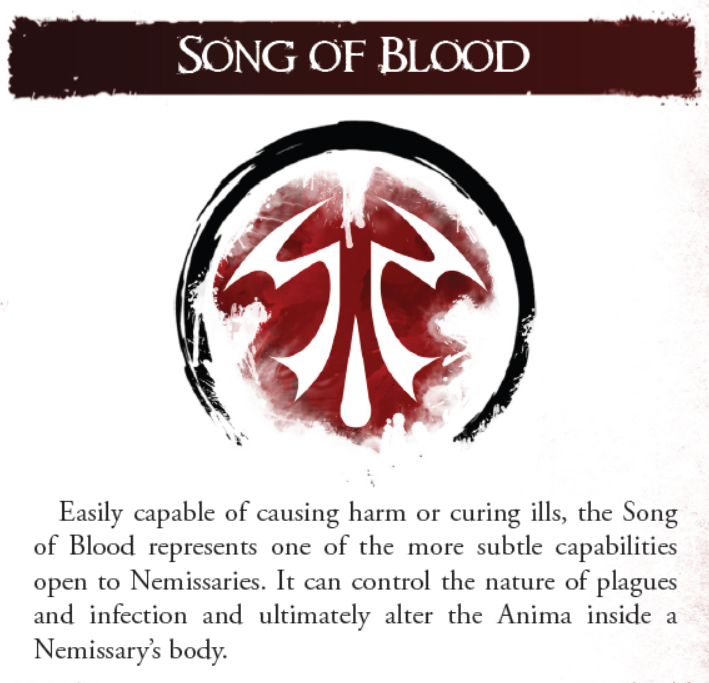 Song of Blood
Easily capable of causing harm or curing ills, the Song
of Blood represents one of the more subtle capabilities
open to Nemissaries. It can control the nature of plagues
and infection and ultimately alter the Anima inside a
Nemissary’s body.